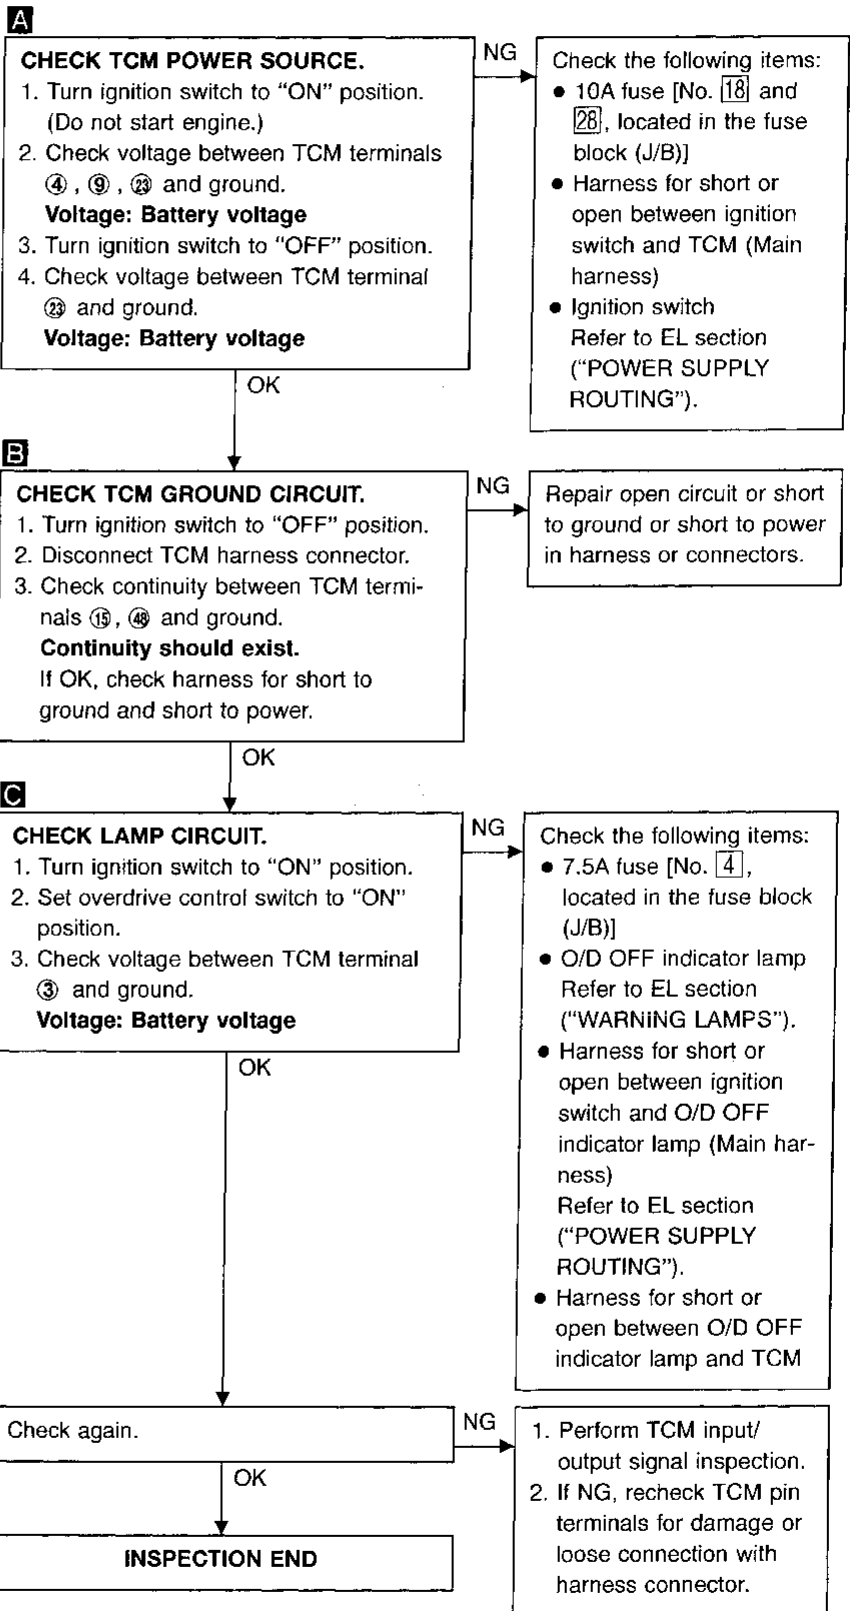 A
CHECK TCM POWER SOURCE.
1. Turn ignition switch to "ON" position.
(Do not start engine.)
2. Check voltage between TCM terminals
④, ⑨, ㉓ and ground.
Voltage: Battery voltage
3. Turn ignition switch to "OFF" position.
4. Check voltage between TCM terminal
㉓ and ground.
Voltage: Battery voltage
NG
Check the following items:
● 10A fuse [No. 18 and
28, located in the fuse
block (J/B)]
● Harness for short or
open between ignition
switch and TCM (Main
harness)
● Ignition switch
Refer to EL section
("POWER SUPPLY
ROUTING").
OK
B
CHECK TCM GROUND CIRCUIT.
1. Turn ignition switch to "OFF" position.
2. Disconnect TCM harness connector.
3. Check continuity between TCM termi-
nals ⑮, ㊽ and ground.
Continuity should exist.
If OK, check harness for short to
ground and short to power.
NG
Repair open circuit or short
to ground or short to power
in harness or connectors.
OK
C
CHECK LAMP CIRCUIT.
1. Turn ignition switch to "ON" position.
2. Set overdrive control switch to "ON"
position.
3. Check voltage between TCM terminal
③ and ground.
Voltage: Battery voltage
NG
Check the following items:
● 7.5A fuse [No. 4,
located in the fuse block
(J/B)]
● O/D OFF indicator lamp
Refer to EL section
("WARNING LAMPS").
● Harness for short or
open between ignition
switch and O/D OFF
indicator lamp (Main har-
ness)
Refer to EL section
("POWER SUPPLY
ROUTING").
● Harness for short or
open between O/D OFF
indicator lamp and TCM
OK
Check again.
NG
1. Perform TCM input/
output signal inspection.
2. If NG, recheck TCM pin
terminals for damage or
loose connection with
harness connector.
OK
INSPECTION END